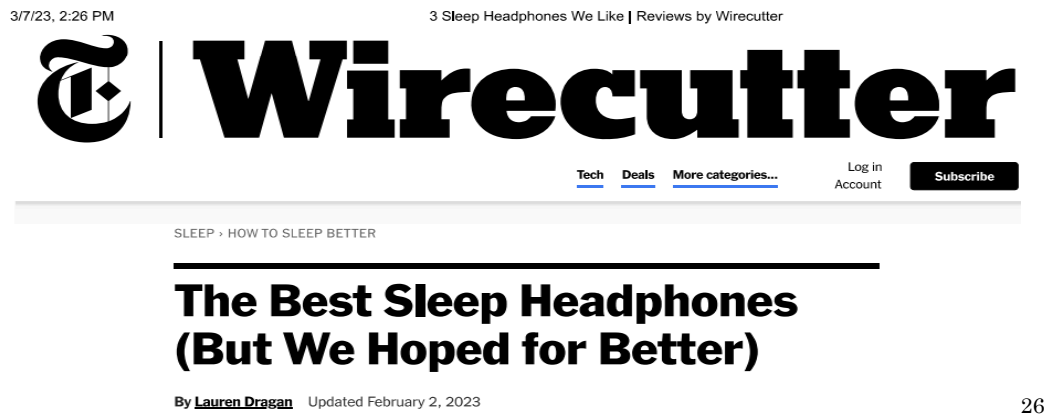 3/7/23, 2:26 PM 3 Sleep Headphones We Like | Reviews by Wirecutter
T | Wirecutter
Tech Deals More categories... Log in
Account Subscribe
SLEEP › HOW TO SLEEP BETTER
The Best Sleep Headphones
(But We Hoped for Better)
By Lauren Dragan Updated February 2, 2023
26